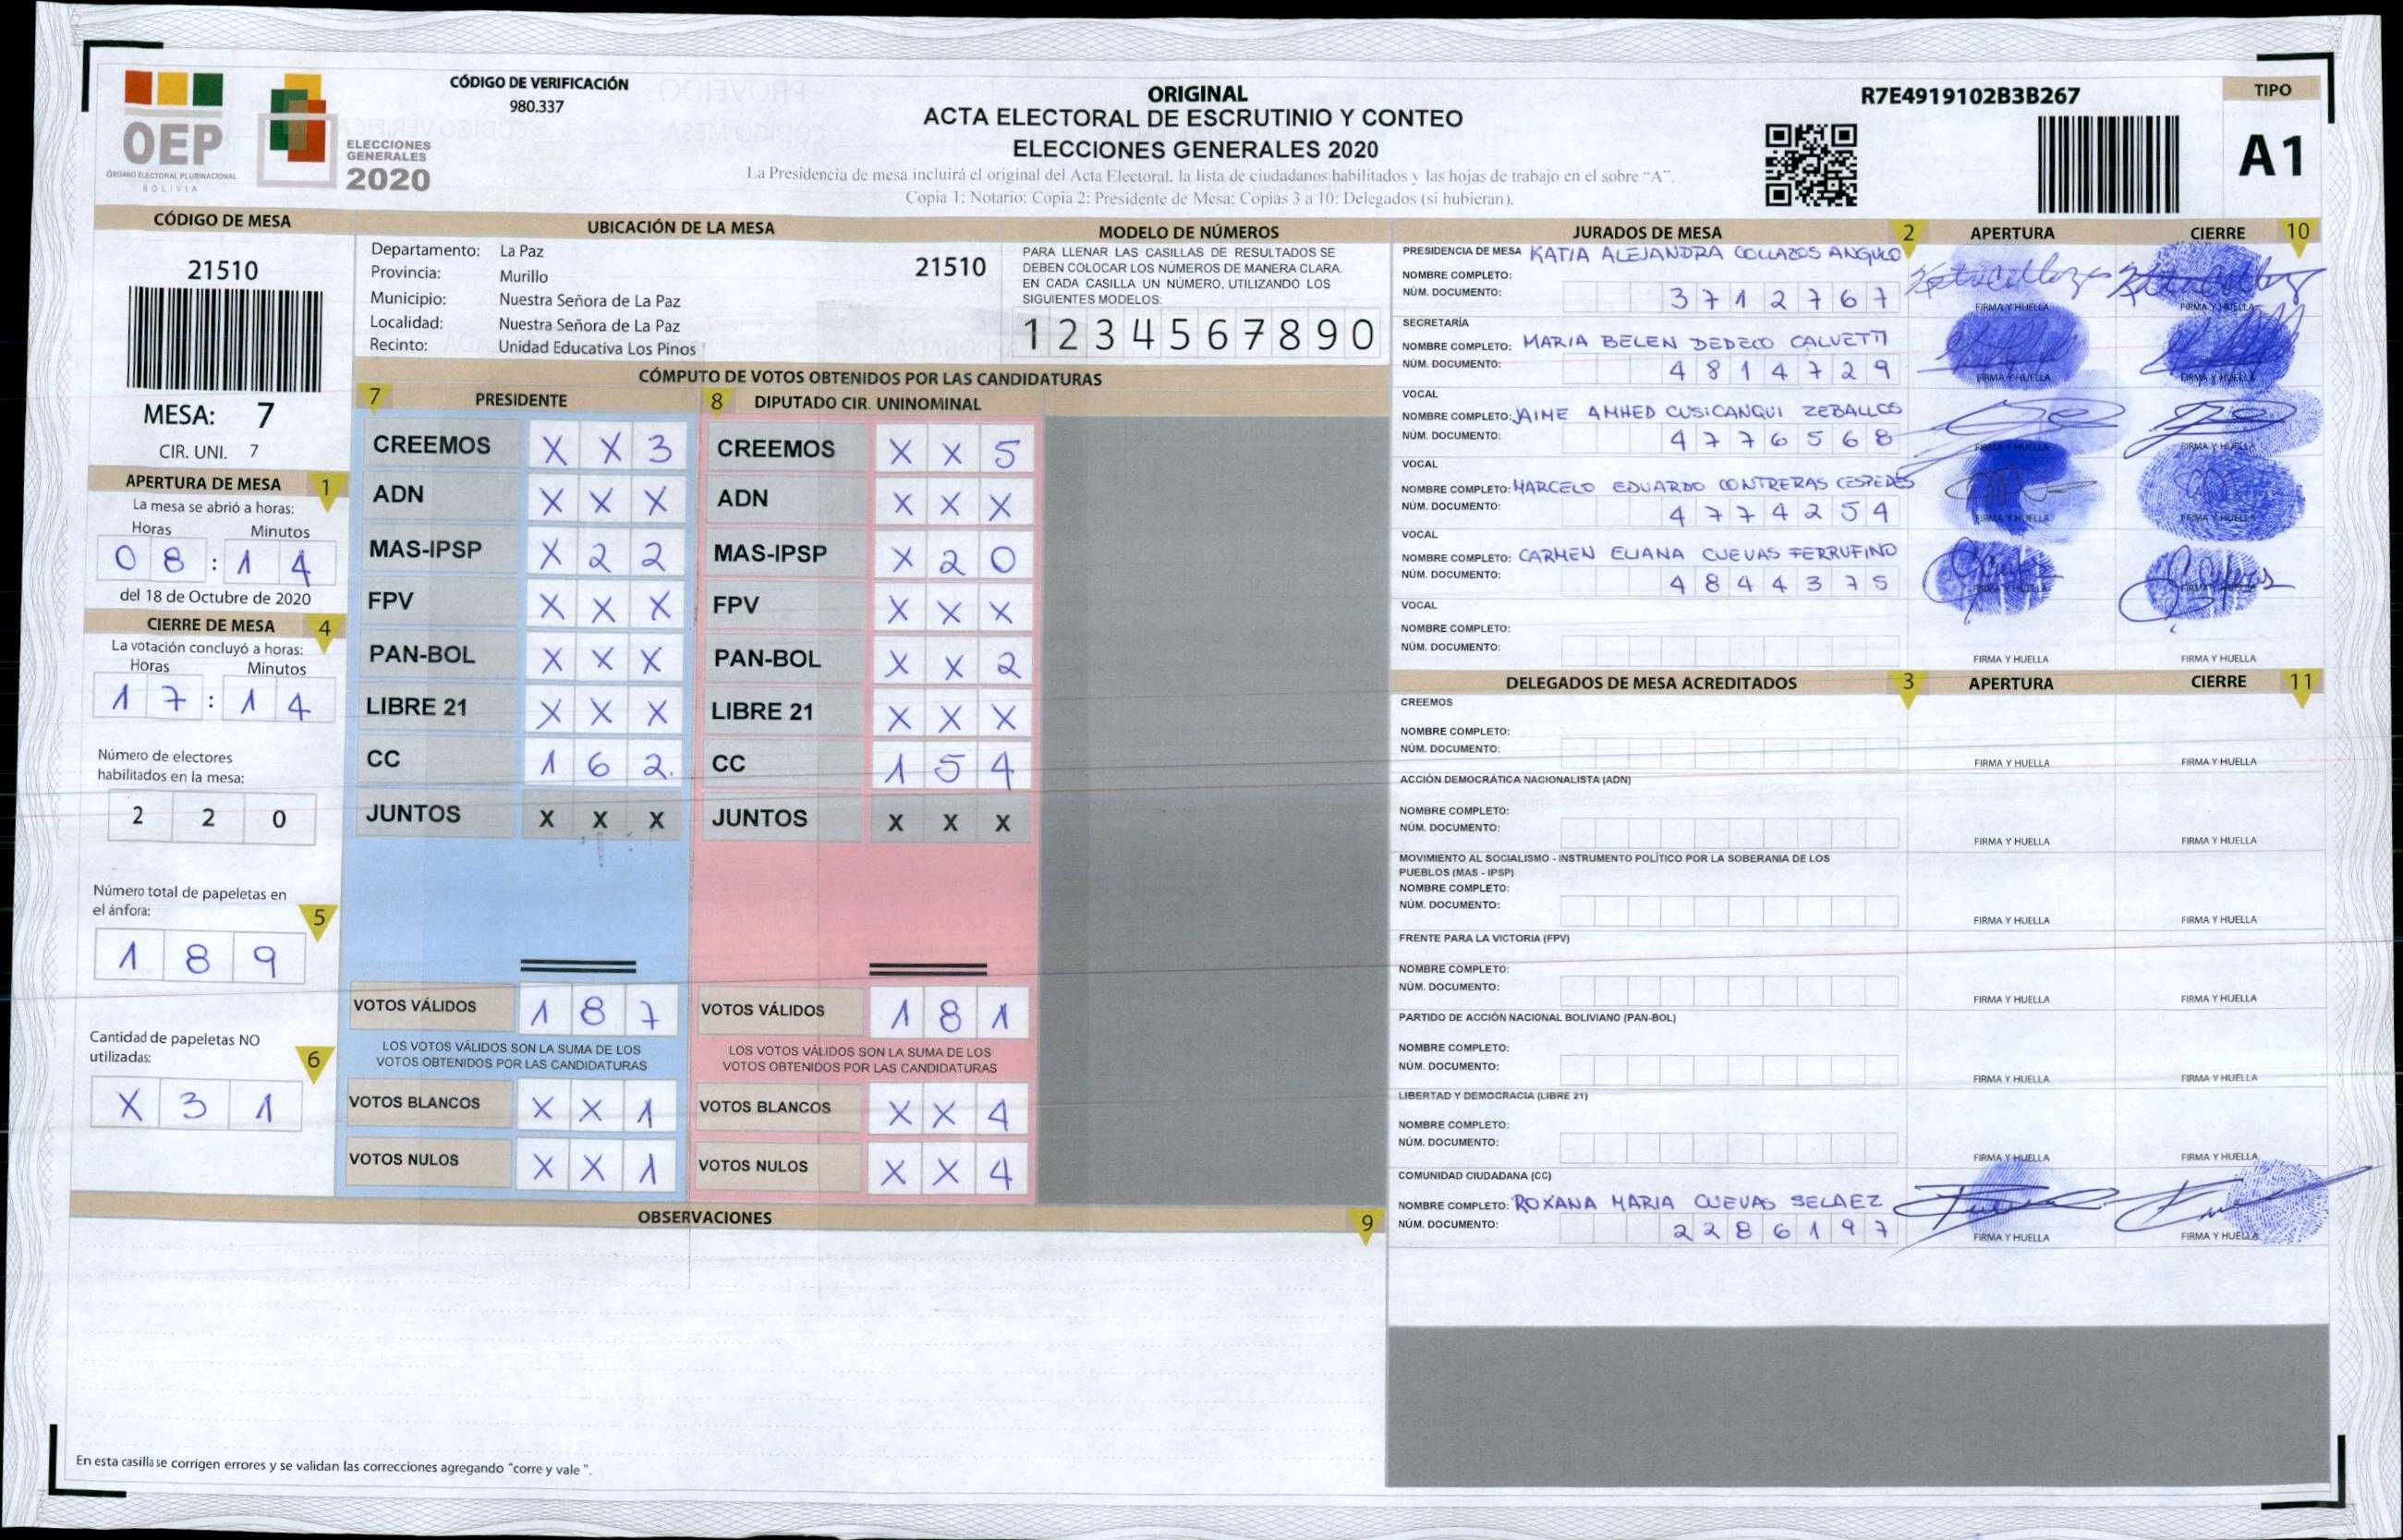 OEP
ÓRGANO ELECTORAL PLURINACIONAL
BOLIVIA
ELECCIONES
GENERALES
2020
CÓDIGO DE VERIFICACIÓN
980.337
ORIGINAL
ACTA ELECTORAL DE ESCRUTINIO Y CONTEO
ELECCIONES GENERALES 2020
La Presidencia de mesa incluirá el original del Acta Electoral, la lista de ciudadanos habilitados y las hojas de trabajo en el sobre “A”.
Copia 1: Notario: Copia 2: Presidente de Mesa: Copias 3 a 10: Delegados (si hubieran).
R7E4919102B3B267
TIPO
A1
CÓDIGO DE MESA
21510
MESA: 7
CIR. UNI. 7
APERTURA DE MESA 1
La mesa se abrió a horas:
Horas Minutos
0 8 : 1 4
del 18 de Octubre de 2020
CIERRE DE MESA 4
La votación concluyó a horas:
Horas Minutos
1 7 : 1 4
Número de electores
habilitados en la mesa:
2 2 0
Número total de papeletas en
el ánfora: 5
1 8 9
Cantidad de papeletas NO
utilizadas: 6
X 3 1
UBICACIÓN DE LA MESA
Departamento: La Paz
Provincia: Murillo
Municipio: Nuestra Señora de La Paz
Localidad: Nuestra Señora de La Paz
Recinto: Unidad Educativa Los Pinos
21510
MODELO DE NÚMEROS
PARA LLENAR LAS CASILLAS DE RESULTADOS SE
DEBEN COLOCAR LOS NÚMEROS DE MANERA CLARA.
EN CADA CASILLA UN NÚMERO, UTILIZANDO LOS
SIGUIENTES MODELOS:
1 2 3 4 5 6 7 8 9 0
CÓMPUTO DE VOTOS OBTENIDOS POR LAS CANDIDATURAS
7 PRESIDENTE
CREEMOS X X 3
ADN X X X
MAS-IPSP X 2 2
FPV X X X
PAN-BOL X X X
LIBRE 21 X X X
CC 1 6 2.
JUNTOS X X X
VOTOS VÁLIDOS 1 8 7
LOS VOTOS VÁLIDOS SON LA SUMA DE LOS
VOTOS OBTENIDOS POR LAS CANDIDATURAS
VOTOS BLANCOS X X 1
VOTOS NULOS X X 1
8 DIPUTADO CIR. UNINOMINAL
CREEMOS X X 5
ADN X X X
MAS-IPSP X 2 0
FPV X X X
PAN-BOL X X 2
LIBRE 21 X X X
CC 1 5 4
JUNTOS X X X
VOTOS VÁLIDOS 1 8 1
LOS VOTOS VÁLIDOS SON LA SUMA DE LOS
VOTOS OBTENIDOS POR LAS CANDIDATURAS
VOTOS BLANCOS X X 4
VOTOS NULOS X X 4
OBSERVACIONES 9
En esta casilla se corrigen errores y se validan las correcciones agregando “corre y vale ”.
JURADOS DE MESA 2 APERTURA CIERRE 10
PRESIDENCIA DE MESA KATIA ALEJANDRA COLLAZOS ANGULO
NOMBRE COMPLETO:
NÚM. DOCUMENTO: 3 7 1 2 7 6 7
FIRMA Y HUELLA FIRMA Y HUELLA
SECRETARÍA
NOMBRE COMPLETO: MARIA BELEN DEDECO CALVETTI
NÚM. DOCUMENTO: 4 8 1 4 7 2 9
FIRMA Y HUELLA FIRMA Y HUELLA
VOCAL
NOMBRE COMPLETO: JAIME AMHED CUSICANQUI ZEBALLOS
NÚM. DOCUMENTO: 4 7 7 6 5 6 8
FIRMA Y HUELLA FIRMA Y HUELLA
VOCAL
NOMBRE COMPLETO: MARCELO EDUARDO CONTRERAS CESPEDES
NÚM. DOCUMENTO: 4 7 7 4 2 5 4
FIRMA Y HUELLA FIRMA Y HUELLA
VOCAL
NOMBRE COMPLETO: CARMEN ELIANA CUEVAS FERRUFINO
NÚM. DOCUMENTO: 4 8 4 4 3 7 5
FIRMA Y HUELLA FIRMA Y HUELLA
VOCAL
NOMBRE COMPLETO:
NÚM. DOCUMENTO:
FIRMA Y HUELLA FIRMA Y HUELLA
DELEGADOS DE MESA ACREDITADOS 3 APERTURA CIERRE 11
CREEMOS
NOMBRE COMPLETO:
NÚM. DOCUMENTO:
FIRMA Y HUELLA FIRMA Y HUELLA
ACCIÓN DEMOCRÁTICA NACIONALISTA (ADN)
NOMBRE COMPLETO:
NÚM. DOCUMENTO:
FIRMA Y HUELLA FIRMA Y HUELLA
MOVIMIENTO AL SOCIALISMO - INSTRUMENTO POLÍTICO POR LA SOBERANIA DE LOS
PUEBLOS (MAS - IPSP)
NOMBRE COMPLETO:
NÚM. DOCUMENTO:
FIRMA Y HUELLA FIRMA Y HUELLA
FRENTE PARA LA VICTORIA (FPV)
NOMBRE COMPLETO:
NÚM. DOCUMENTO:
FIRMA Y HUELLA FIRMA Y HUELLA
PARTIDO DE ACCIÓN NACIONAL BOLIVIANO (PAN-BOL)
NOMBRE COMPLETO:
NÚM. DOCUMENTO:
FIRMA Y HUELLA FIRMA Y HUELLA
LIBERTAD Y DEMOCRACIA (LIBRE 21)
NOMBRE COMPLETO:
NÚM. DOCUMENTO:
FIRMA Y HUELLA FIRMA Y HUELLA
COMUNIDAD CIUDADANA (CC)
NOMBRE COMPLETO: ROXANA MARIA CUEVAS SELAEZ
NÚM. DOCUMENTO: 2 2 8 6 1 9 7
FIRMA Y HUELLA FIRMA Y HUELLA